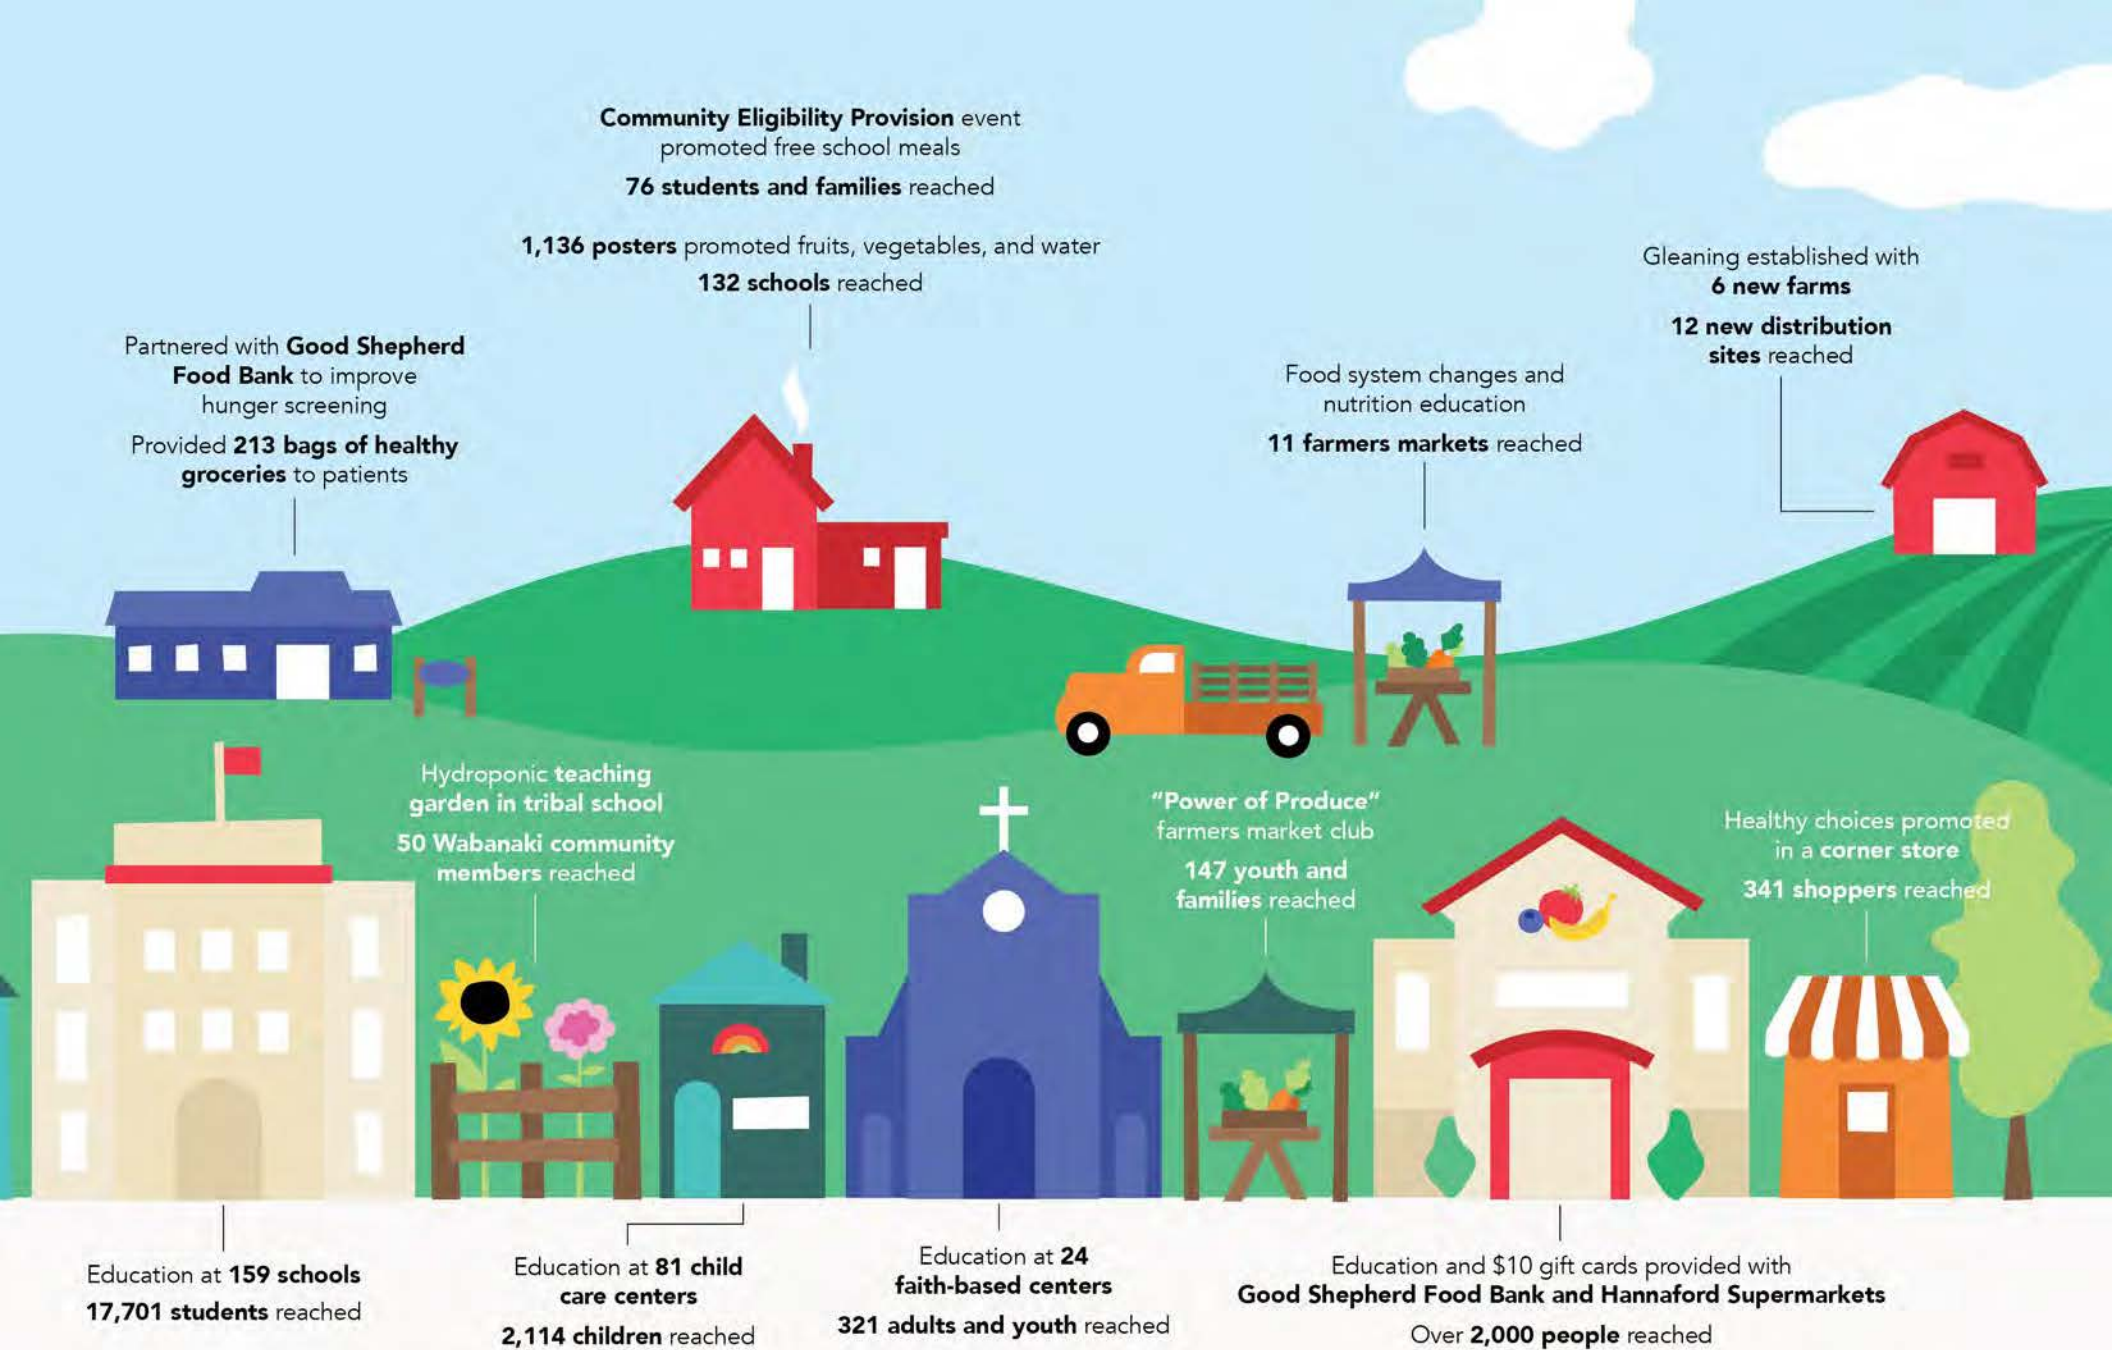 Community Eligibility Provision event
promoted free school meals
76 students and families reached
1,136 posters promoted fruits, vegetables, and water
132 schools reached
Gleaning established with
6 new farms
12 new distribution
sites reached
Partnered with Good Shepherd
Food Bank to improve
hunger screening
Provided 213 bags of healthy
groceries to patients
Food system changes and
nutrition education
11 farmers markets reached
Hydroponic teaching
garden in tribal school
50 Wabanaki community
members reached
"Power of Produce"
farmers market club
147 youth and
families reached
Healthy choices promoted
in a corner store
341 shoppers reached
Education at 159 schools
17,701 students reached
Education at 81 child
care centers
2,114 children reached
Education at 24
faith-based centers
321 adults and youth reached
Education and $10 gift cards provided with
Good Shepherd Food Bank and Hannaford Supermarkets
Over 2,000 people reached